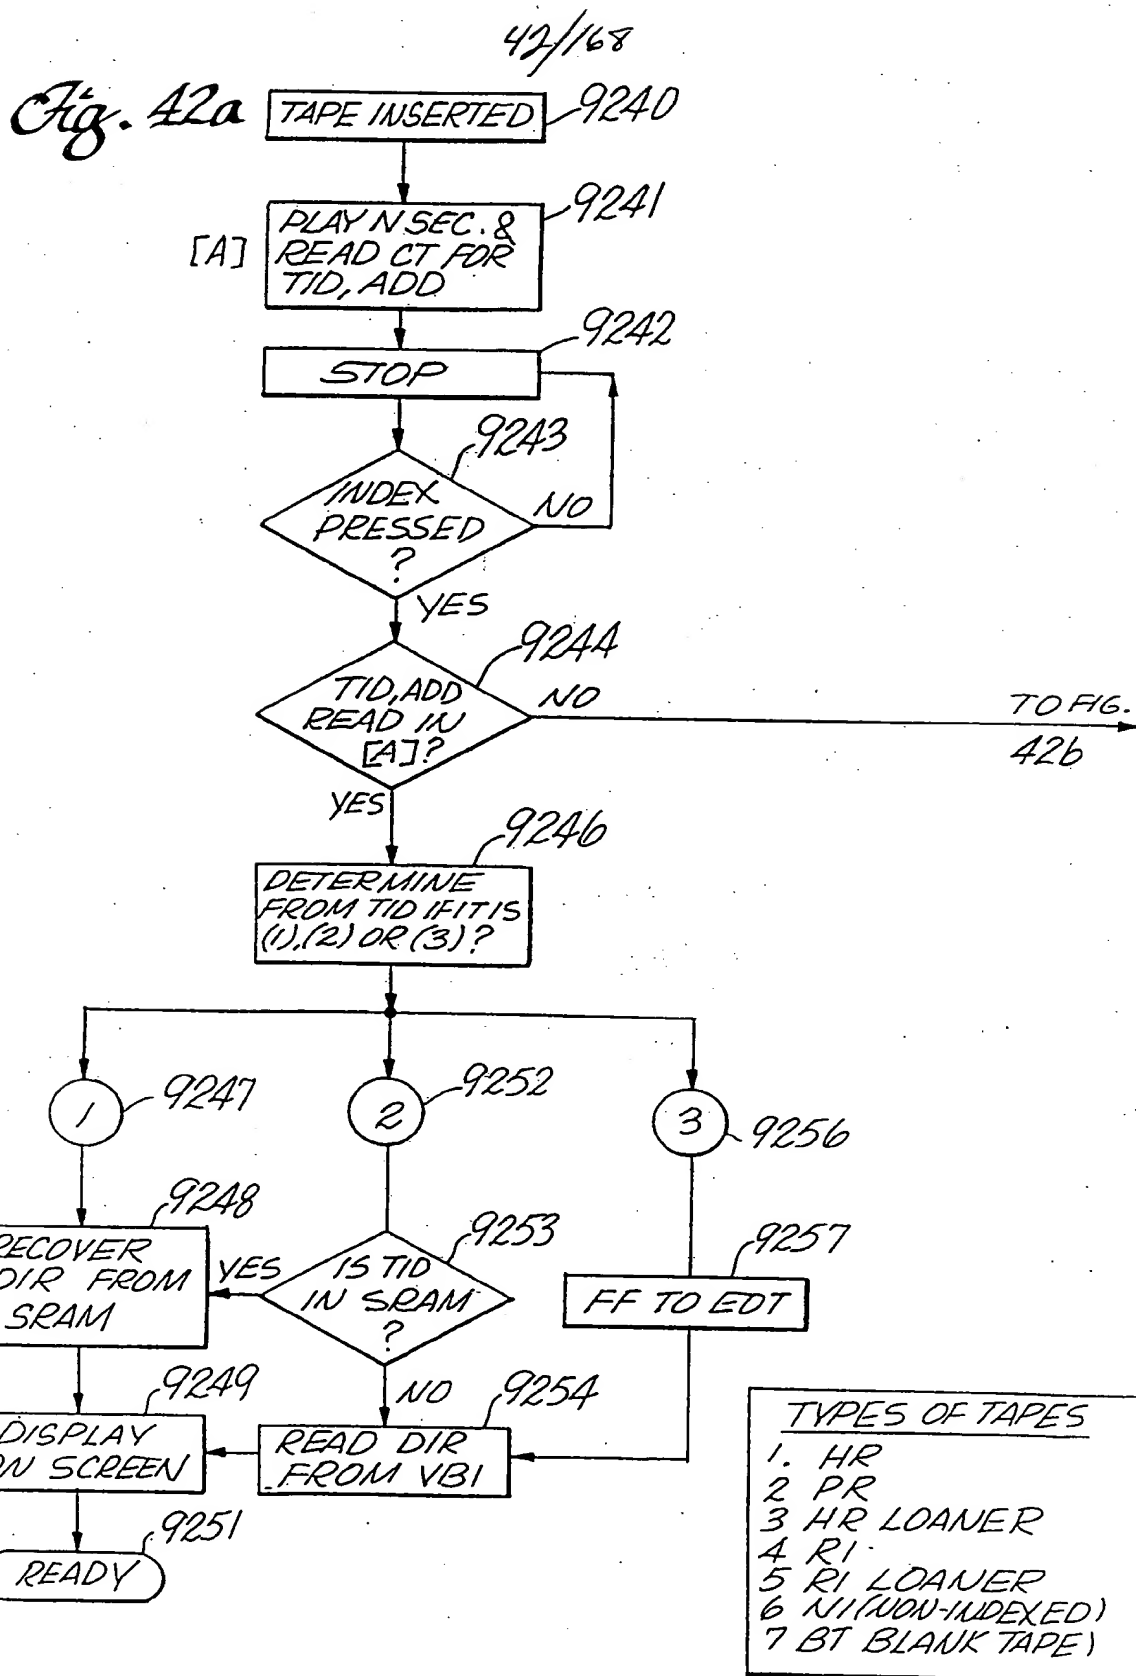 42/168
Fig. 42a
TAPE INSERTED
9240
9241
[A]
PLAY N SEC. &
READ CT FOR
TID, ADD
9242
STOP
9243
INDEX
PRESSED
?
NO
YES
9244
TID, ADD
READ IN
[A]?
NO
TO FIG.
42b
YES
9246
DETERMINE
FROM TID IF IT IS
(1), (2) OR (3)?
1
9247
2
9252
3
9256
9248
RECOVER
DIR FROM
SRAM
YES
9253
IS TID
IN SRAM
?
9257
FF TO EOT
9249
DISPLAY
ON SCREEN
NO
9254
READ DIR
FROM VBI
9251
READY
TYPES OF TAPES
1. HR
2 PR
3 HR LOANER
4 RI
5 RI LOANER
6 NI (NON-INDEXED)
7 BT BLANK TAPE)